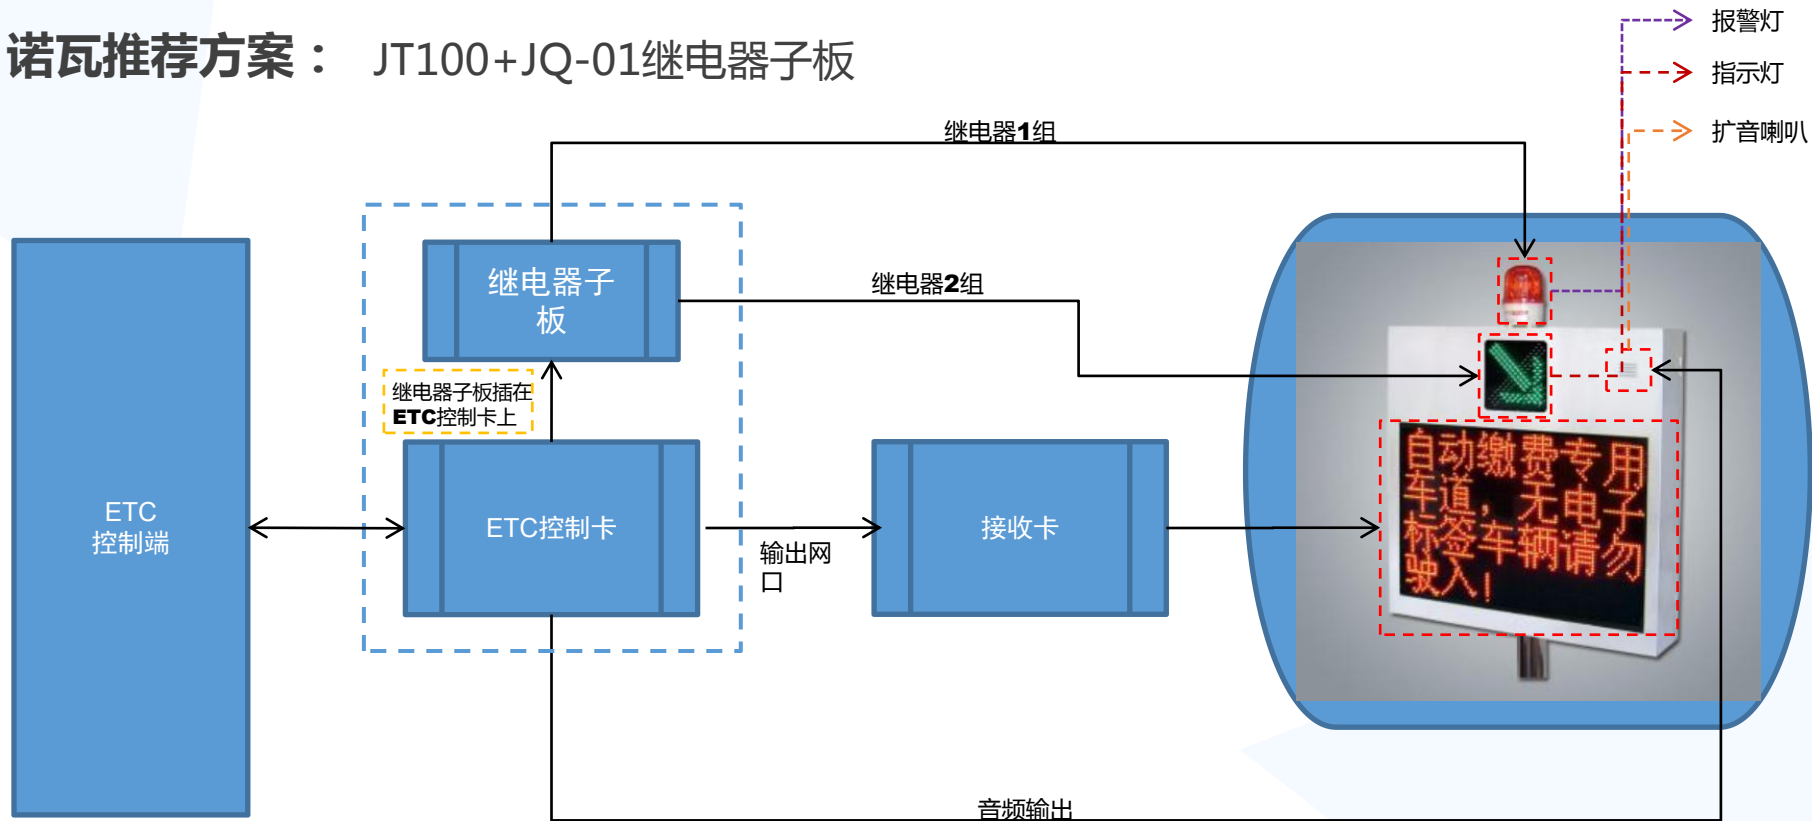 诺瓦推荐方案： JT100+JQ-01继电器子板
报警灯
指示灯
扩音喇叭
继电器1组
继电器2组
继电器子
板
继电器子板插在
ETC控制卡上
ETC
控制端
ETC控制卡
输出网
口
接收卡
自动缴费专用
车道，无电子
标签车辆请勿
驶入！
音频输出